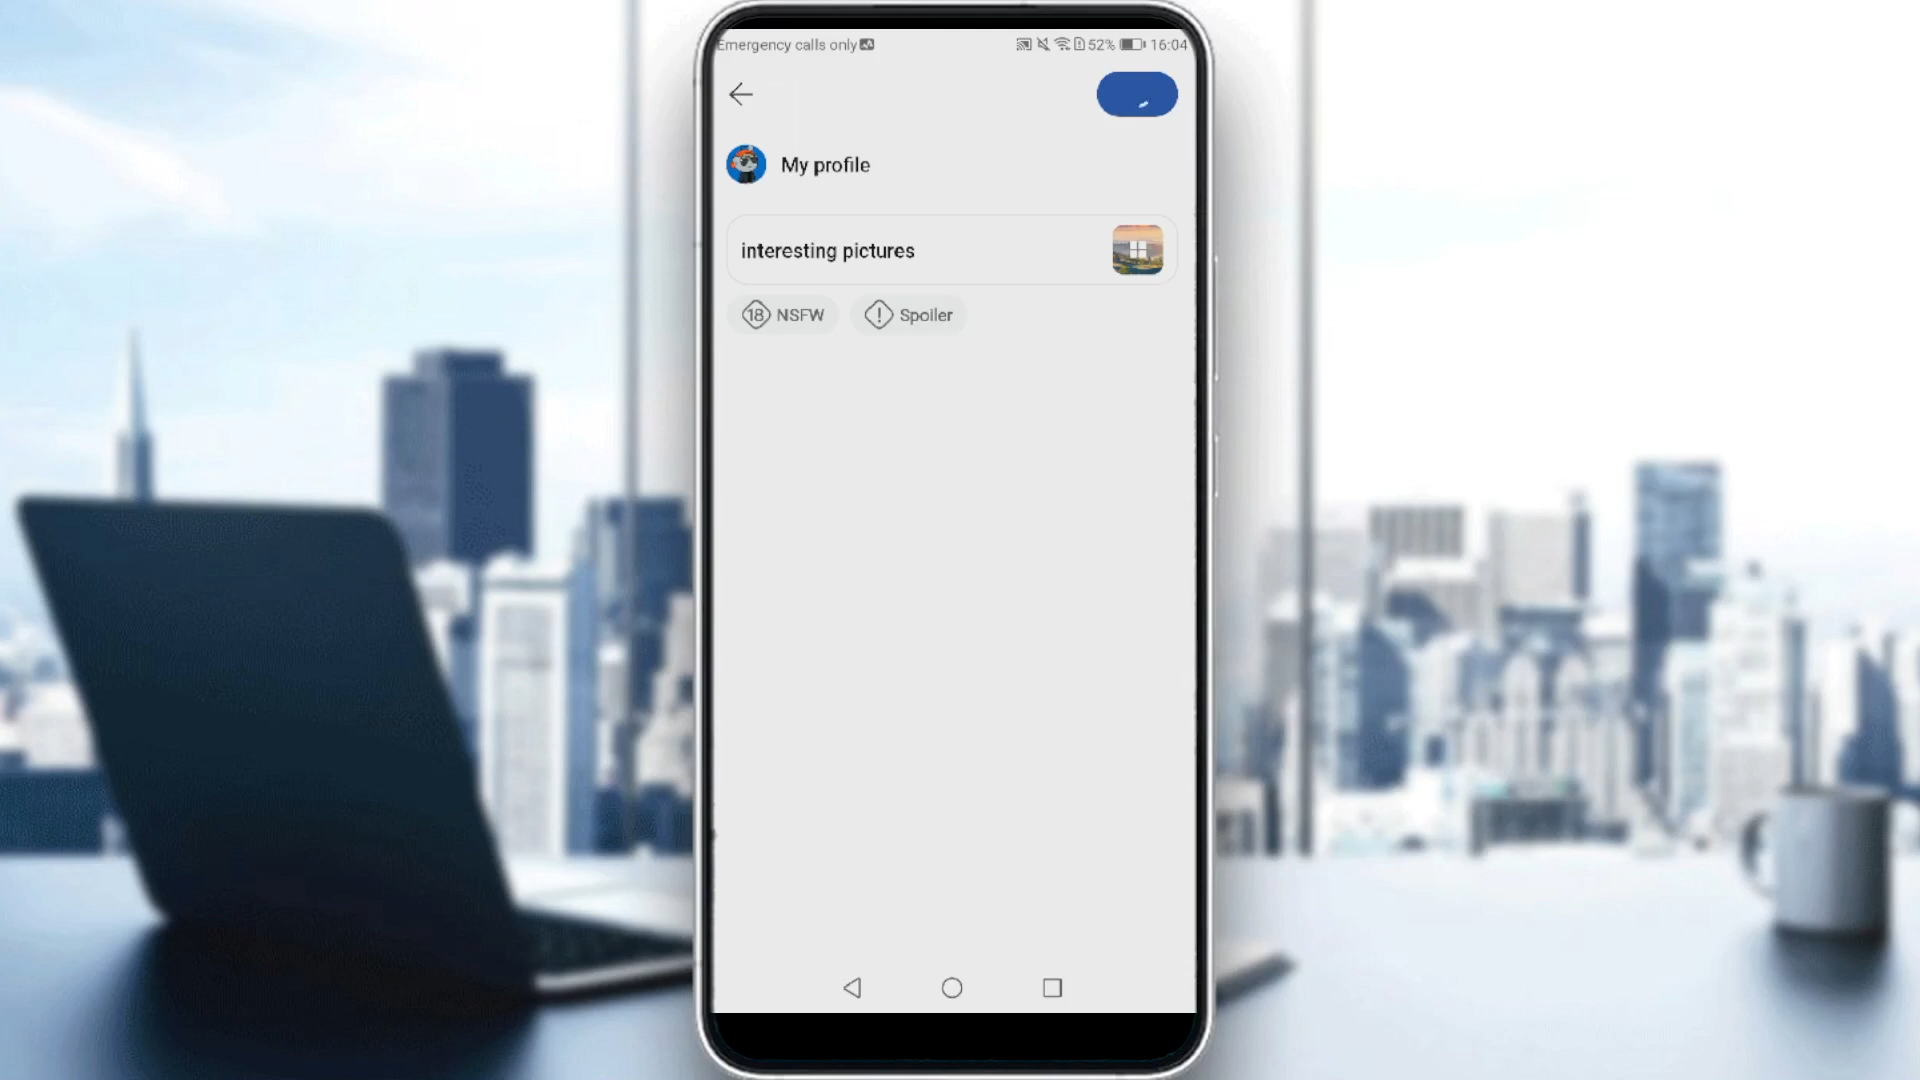 Emergency calls only 52% 16:04
My profile
interesting pictures
18 NSFW ! Spoiler